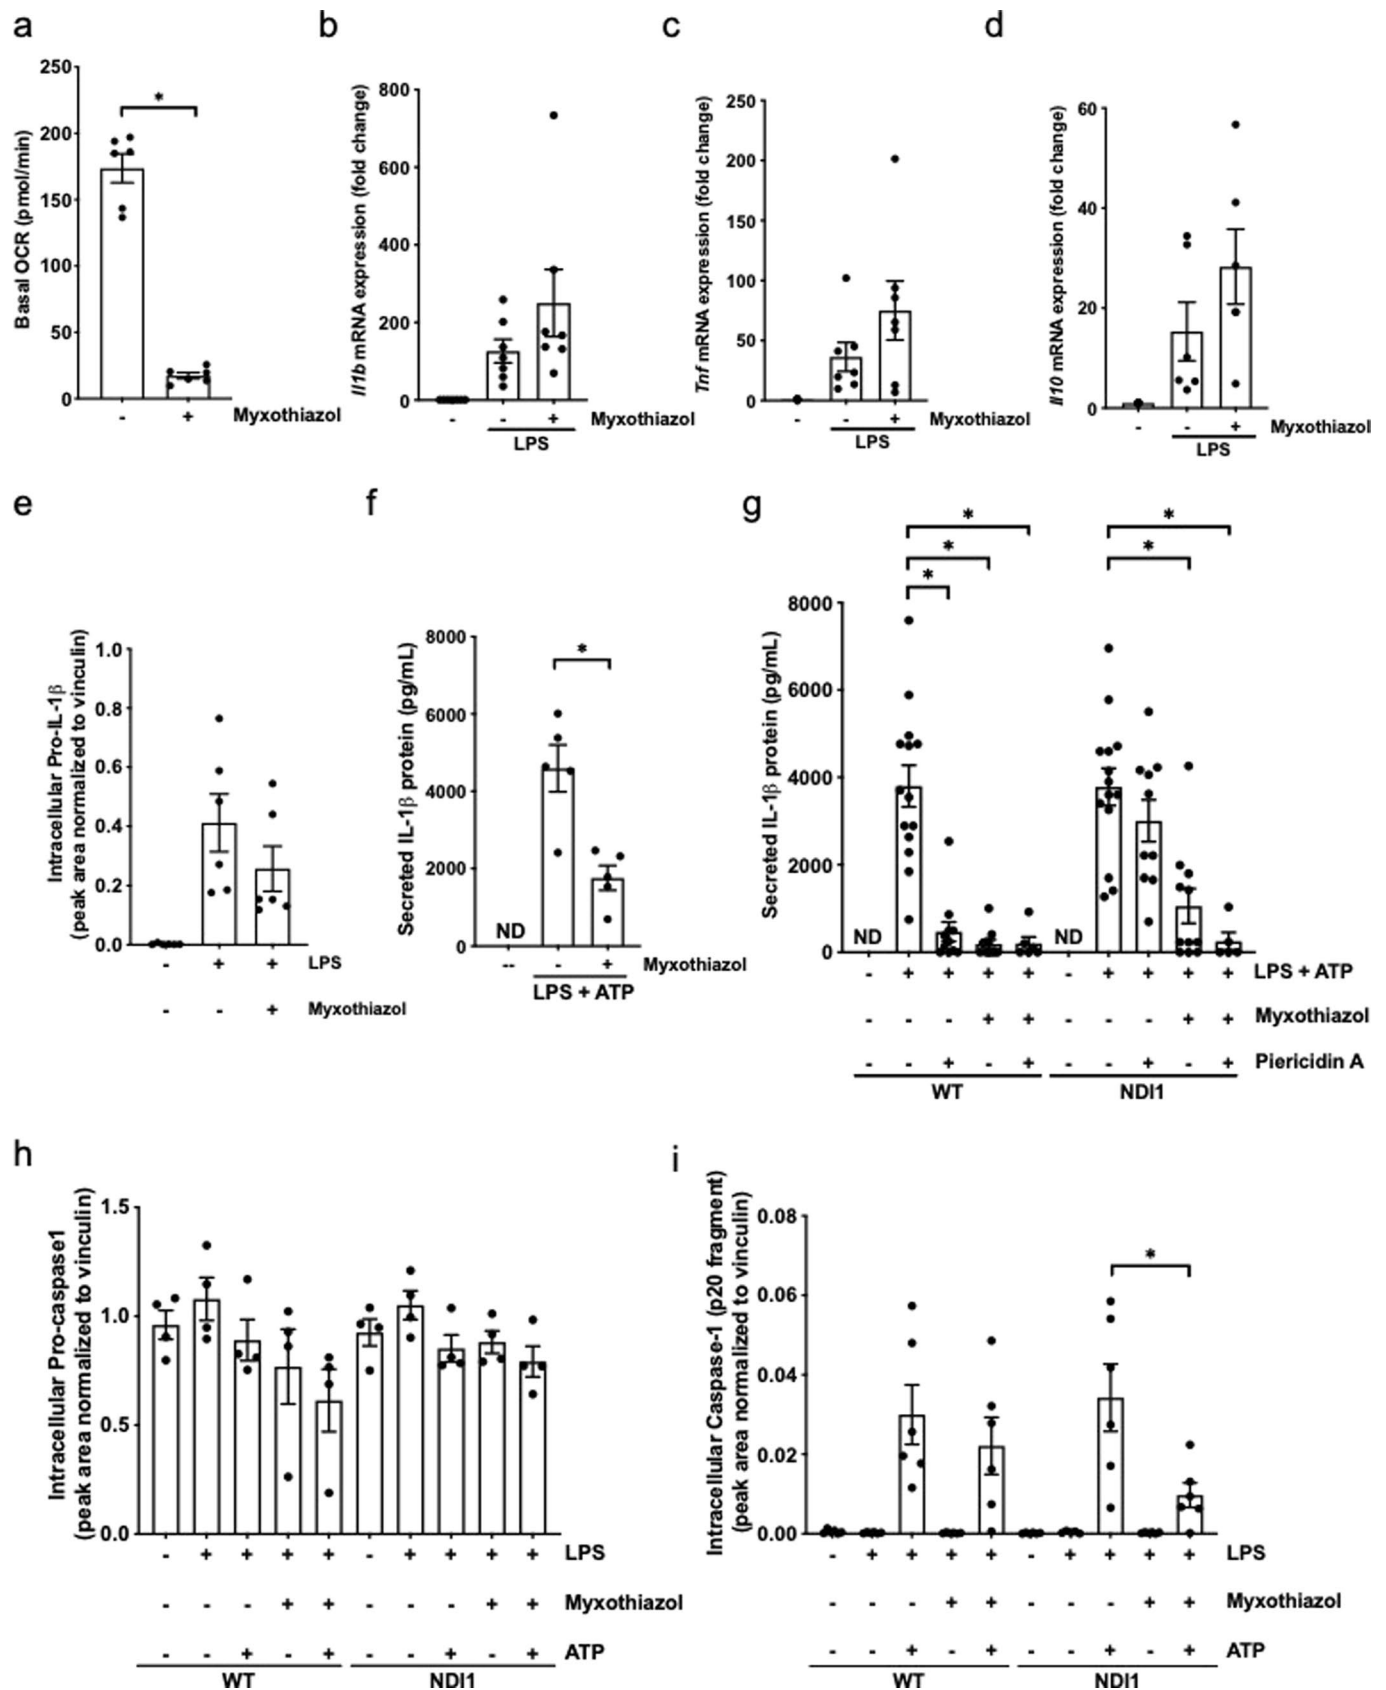 a
b
c
d
250
200
150
100
50
0
Basal OCR (pmol/min)
*
- + Myxothiazol
800
600
400
200
0
Il1b mRNA expression (fold change)
- - + Myxothiazol
LPS
250
200
150
100
50
0
Tnf mRNA expression (fold change)
- - + Myxothiazol
LPS
60
40
20
0
Il10 mRNA expression (fold change)
- - + Myxothiazol
LPS
e
f
g
1.0
0.8
0.6
0.4
0.2
0.0
Intracellular Pro-IL-1β
(peak area normalized to vinculin)
- + + LPS
- - + Myxothiazol
8000
6000
4000
2000
0
Secreted IL-1β protein (pg/mL)
*
ND
-- - + Myxothiazol
LPS + ATP
8000
6000
4000
2000
0
Secreted IL-1β protein (pg/mL)
* *
* *
*
ND ND
- + + + + - + + + + LPS + ATP
- - - + + - - - + + Myxothiazol
- - + - + - - + - + Piericidin A
WT NDI1
h
i
1.5
1.0
0.5
0.0
Intracellular Pro-caspase1
(peak area normalized to vinculin)
- + + + + - + + + + LPS
- - - + + - - - + + Myxothiazol
- - + - + - - + - + ATP
WT NDI1
0.08
0.06
0.04
0.02
0.00
Intracellular Caspase-1 (p20 fragment)
(peak area normalized to vinculin)
*
- + + + + - + + + + LPS
- - - + + - - - + + Myxothiazol
- - + - + - - + - + ATP
WT NDI1